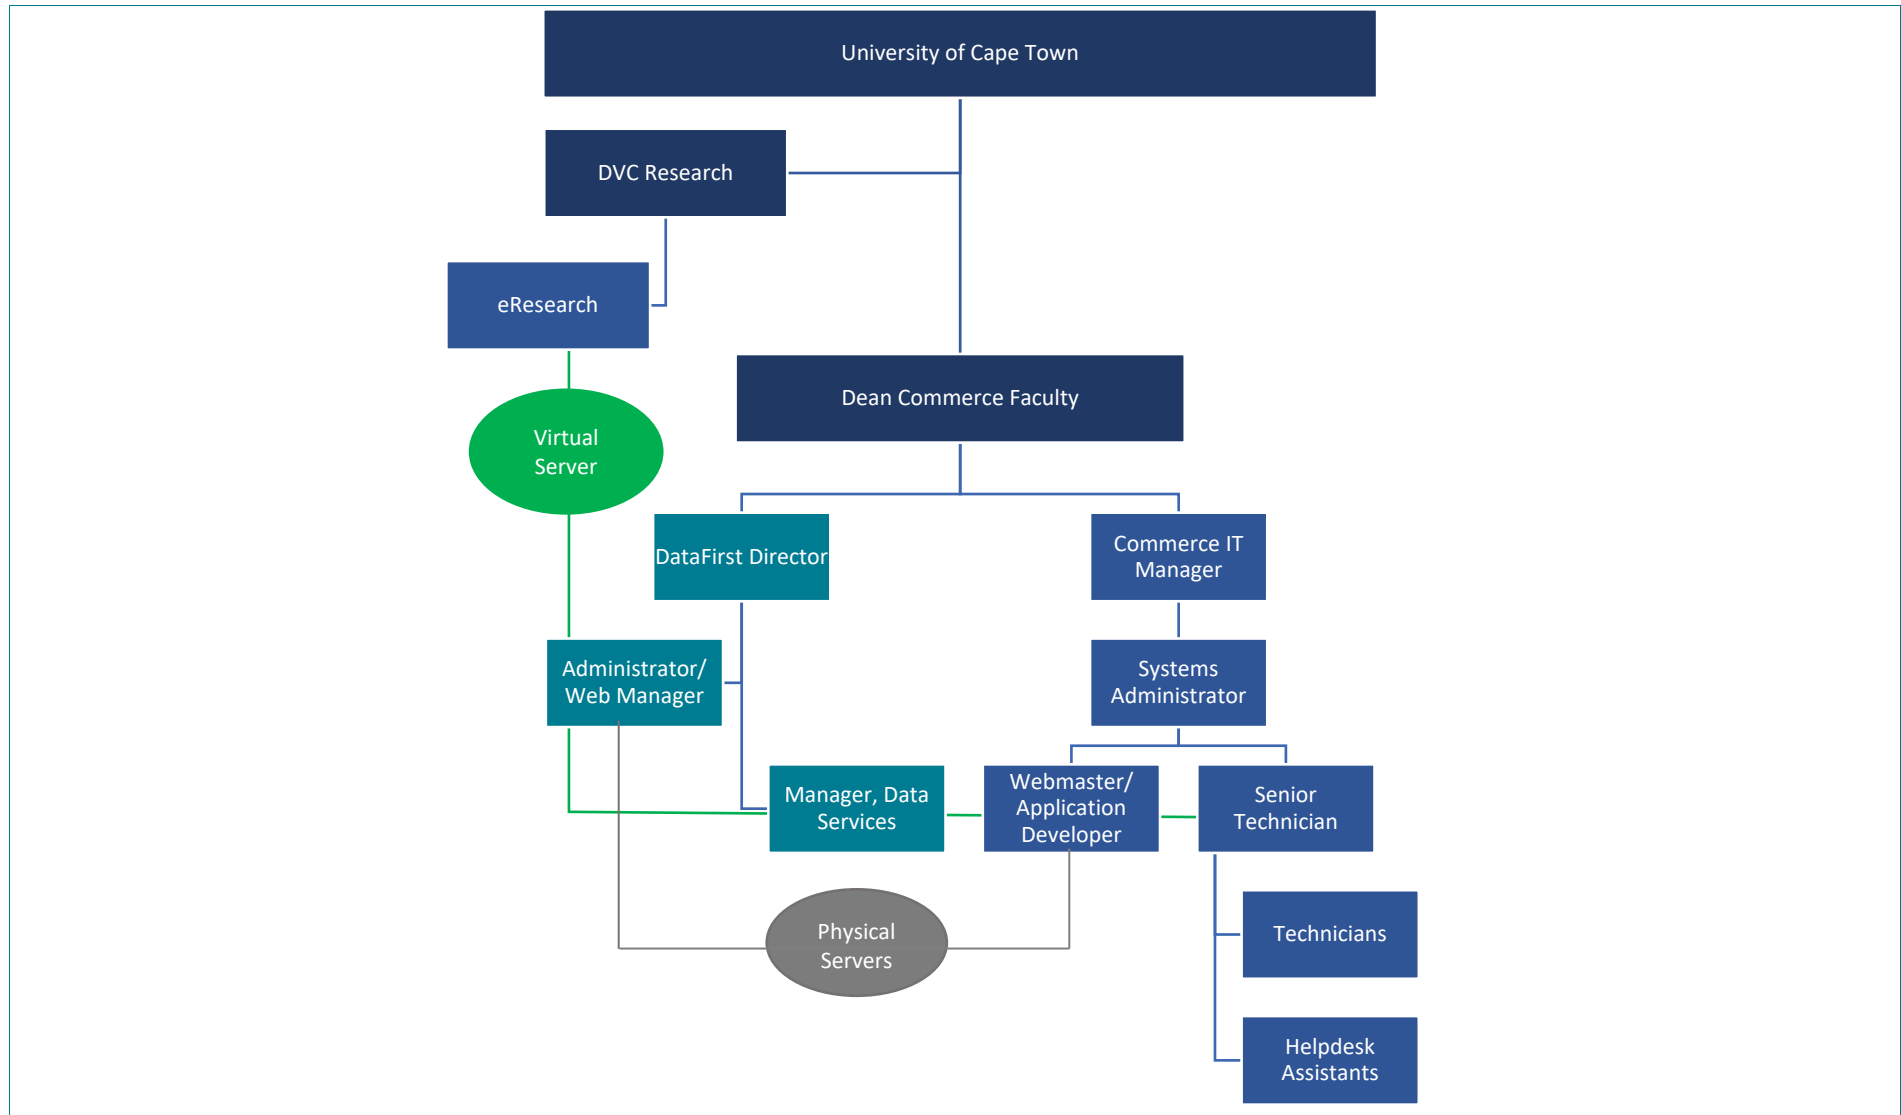 University of Cape Town
DVC Research
eResearch
Dean Commerce Faculty
Virtual
Server
DataFirst Director
Commerce IT
Manager
Administrator/
Web Manager
Systems
Administrator
Manager, Data
Services
Webmaster/
Application
Developer
Senior
Technician
Physical
Servers
Technicians
Helpdesk
Assistants